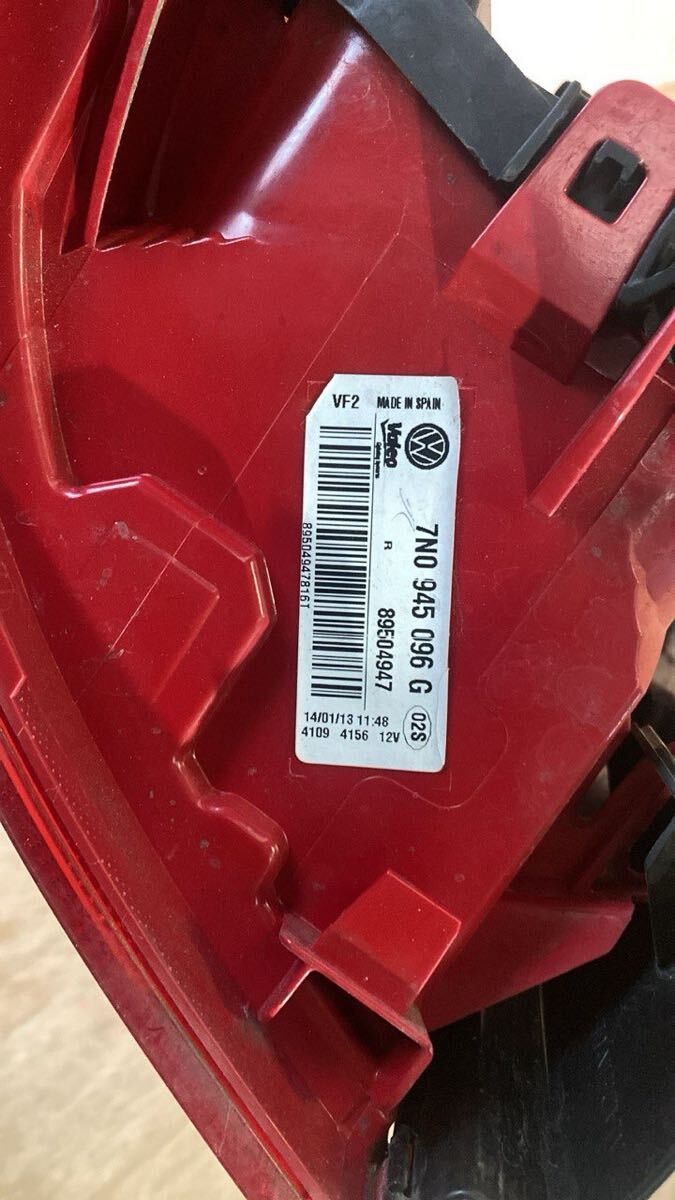 VF2 MADE IN SPAIN
Valeo
7N0 945 096 G
R
89504947
02S
89504947816T
14/01/13 11:48
4109 4156 12V